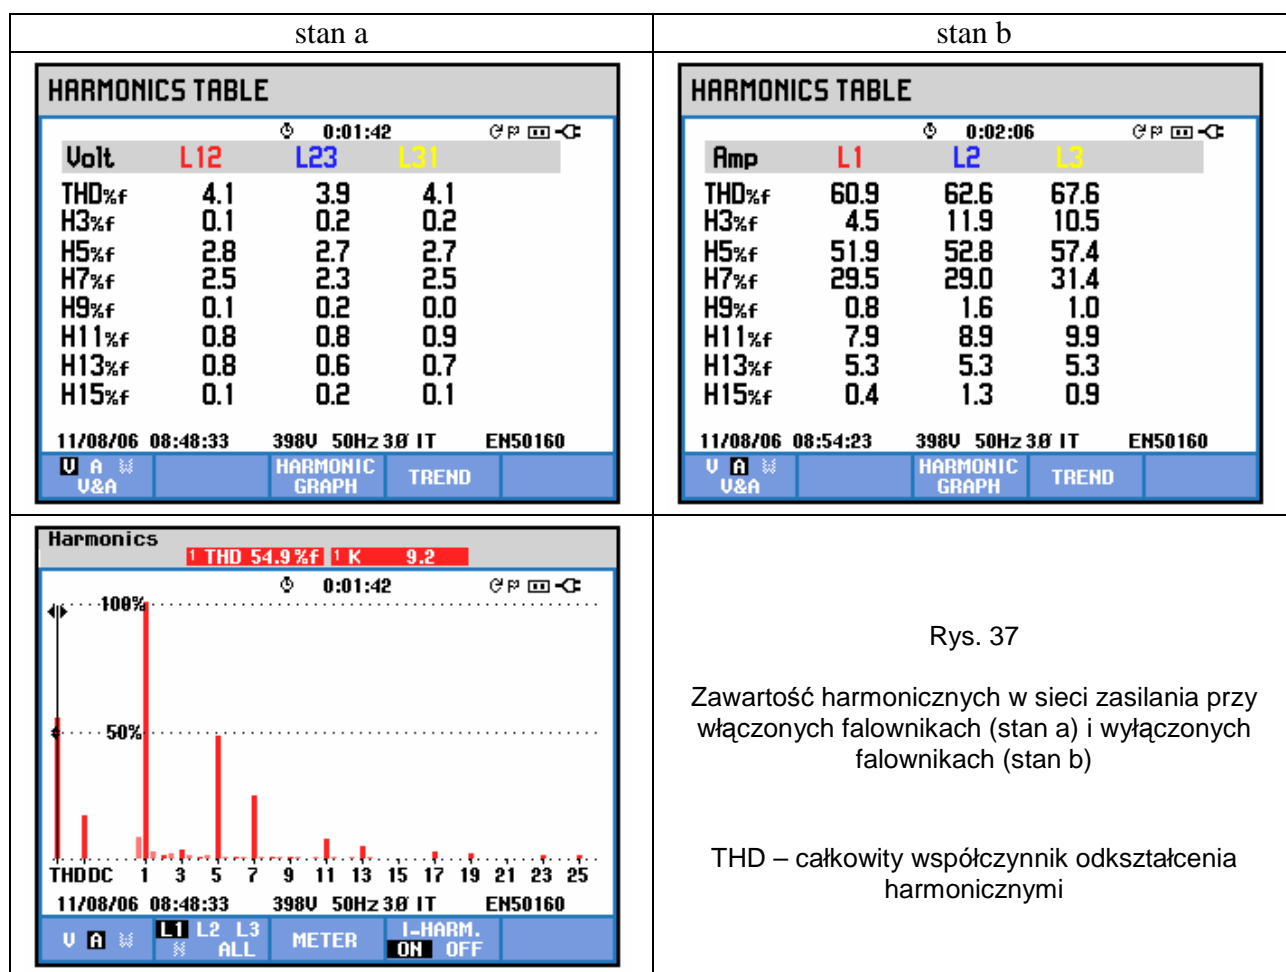 stan a
stan b
HARMONICS TABLE
0:01:42
Volt L12 L23 L31
THD%f 4.1 3.9 4.1
H3%f 0.1 0.2 0.2
H5%f 2.8 2.7 2.7
H7%f 2.5 2.3 2.5
H9%f 0.1 0.2 0.0
H11%f 0.8 0.8 0.9
H13%f 0.8 0.6 0.7
H15%f 0.1 0.2 0.1
11/08/06 08:48:33 398V 50Hz 3Ø IT EN50160
V A
V&A
HARMONIC
GRAPH
TREND
HARMONICS TABLE
0:02:06
Amp L1 L2 L3
THD%f 60.9 62.6 67.6
H3%f 4.5 11.9 10.5
H5%f 51.9 52.8 57.4
H7%f 29.5 29.0 31.4
H9%f 0.8 1.6 1.0
H11%f 7.9 8.9 9.9
H13%f 5.3 5.3 5.3
H15%f 0.4 1.3 0.9
11/08/06 08:54:23 398V 50Hz 3Ø IT EN50160
V A
V&A
HARMONIC
GRAPH
TREND
Harmonics
1 THD 54.9%f 1 K 9.2
0:01:42
100%
50%
THD DC 1 3 5 7 9 11 13 15 17 19 21 23 25
11/08/06 08:48:33 398V 50Hz 3Ø IT EN50160
V A
L1 L2 L3
N ALL
METER
I-HARM.
ON OFF
Rys. 37
Zawartość harmonicznych w sieci zasilania przy
włączonych falownikach (stan a) i wyłączonych
falownikach (stan b)
THD – całkowity współczynnik odkształcenia
harmonicznymi